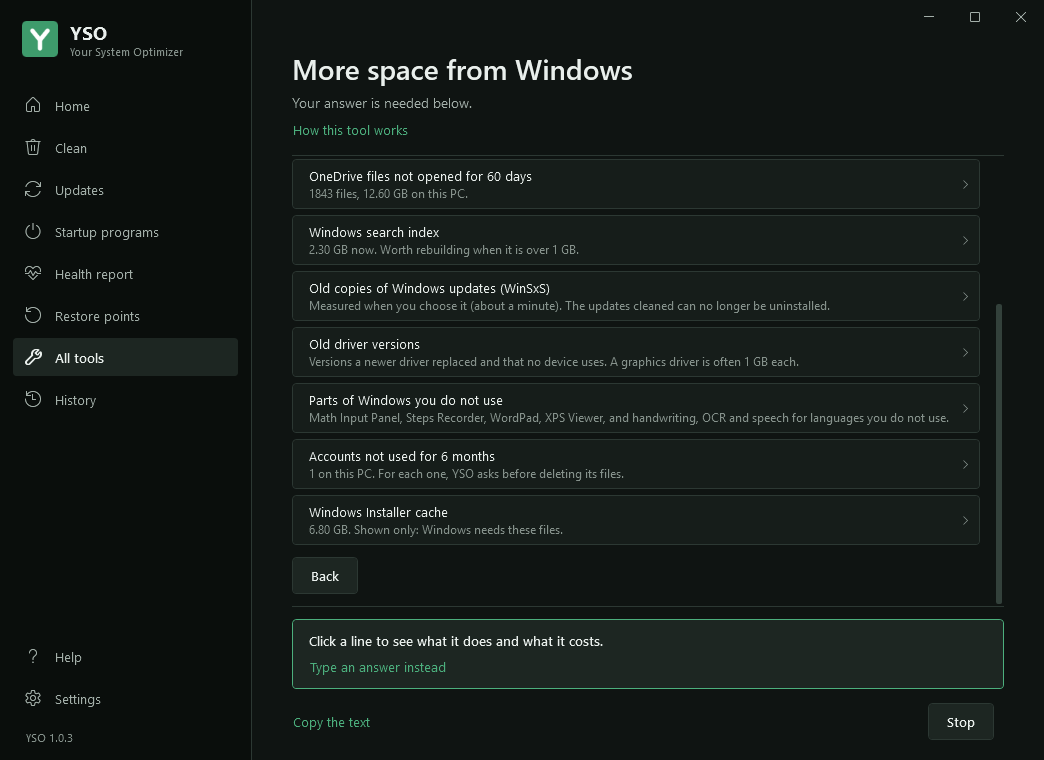 YSO
Your System Optimizer
Home
Clean
Updates
Startup programs
Health report
Restore points
All tools
History
Help
Settings
YSO 1.0.3
More space from Windows
Your answer is needed below.
How this tool works
OneDrive files not opened for 60 days
1843 files, 12.60 GB on this PC.
Windows search index
2.30 GB now. Worth rebuilding when it is over 1 GB.
Old copies of Windows updates (WinSxS)
Measured when you choose it (about a minute). The updates cleaned can no longer be uninstalled.
Old driver versions
Versions a newer driver replaced and that no device uses. A graphics driver is often 1 GB each.
Parts of Windows you do not use
Math Input Panel, Steps Recorder, WordPad, XPS Viewer, and handwriting, OCR and speech for languages you do not use.
Accounts not used for 6 months
1 on this PC. For each one, YSO asks before deleting its files.
Windows Installer cache
6.80 GB. Shown only: Windows needs these files.
Back
Click a line to see what it does and what it costs.
Type an answer instead
Copy the text
Stop